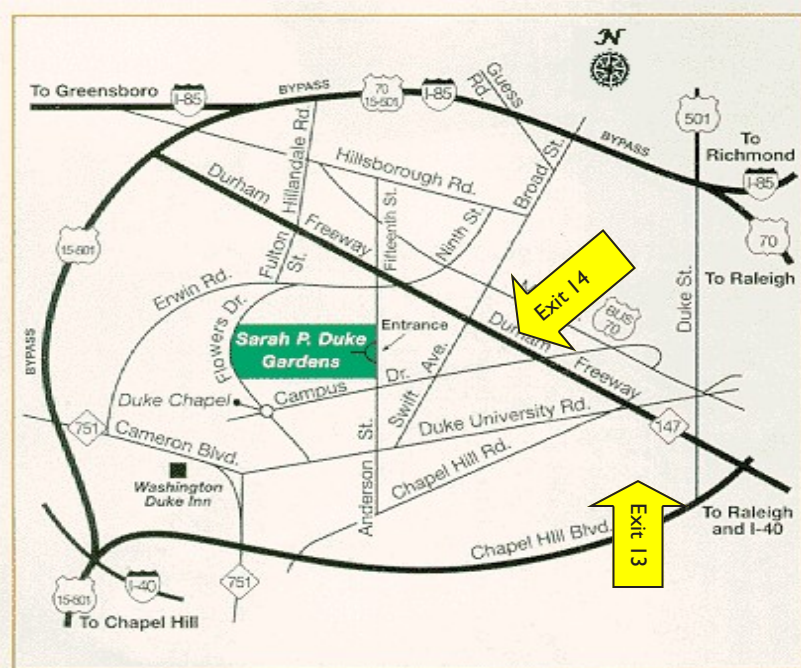 N
To Greensboro
I-85
BYPASS
70
15-501
I-85
Guess
Rd.
BYPASS
501
To
Richmond
I-85
70
To Raleigh
Hillandale Rd.
Hillsborough Rd.
Broad St.
Durham
Freeway
Fifteenth St.
Ninth St.
Fulton
St.
15-501
BYPASS
Erwin Rd.
Flowers Dr.
Exit 14
BUS
70
Duke St.
Sarah P. Duke
Gardens
Entrance
Durham
Freeway
Swift Ave.
Campus Dr.
Duke Chapel
751
Cameron Blvd.
Duke University Rd.
147
Washington
Duke Inn
Anderson St.
Chapel Hill Rd.
Exit 13
To Raleigh
and I-40
Chapel Hill Blvd.
751
I-40
15-501
To Chapel Hill